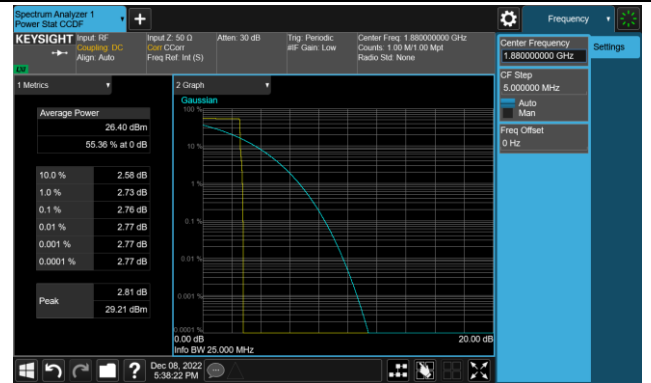 Spectrum Analyzer 1
Power Stat CCDF
Frequency
KEYSIGHT
Input: RF
Coupling: DC
Align: Auto
Input Z: 50 Ω
Corr CCorr
Freq Ref: Int (S)
Atten: 30 dB
Trig: Periodic
#IF Gain: Low
Center Freq: 1.880000000 GHz
Counts: 1.00 M/1.00 Mpt
Radio Std: None
LXI
1 Metrics
Average Power
26.40 dBm
55.36 % at 0 dB
10.0 % 2.58 dB
1.0 % 2.73 dB
0.1 % 2.76 dB
0.01 % 2.77 dB
0.001 % 2.77 dB
0.0001 % 2.77 dB
Peak
2.81 dB
29.21 dBm
2 Graph
Gaussian
100 %
10 %
1 %
0.1 %
0.01 %
0.001 %
0.0001 %
0.00 dB
20.00 dB
Info BW 25.000 MHz
Center Frequency
1.880000000 GHz
Settings
CF Step
5.000000 MHz
Auto
Man
Freq Offset
0 Hz
?
Dec 08, 2022
5:38:22 PM